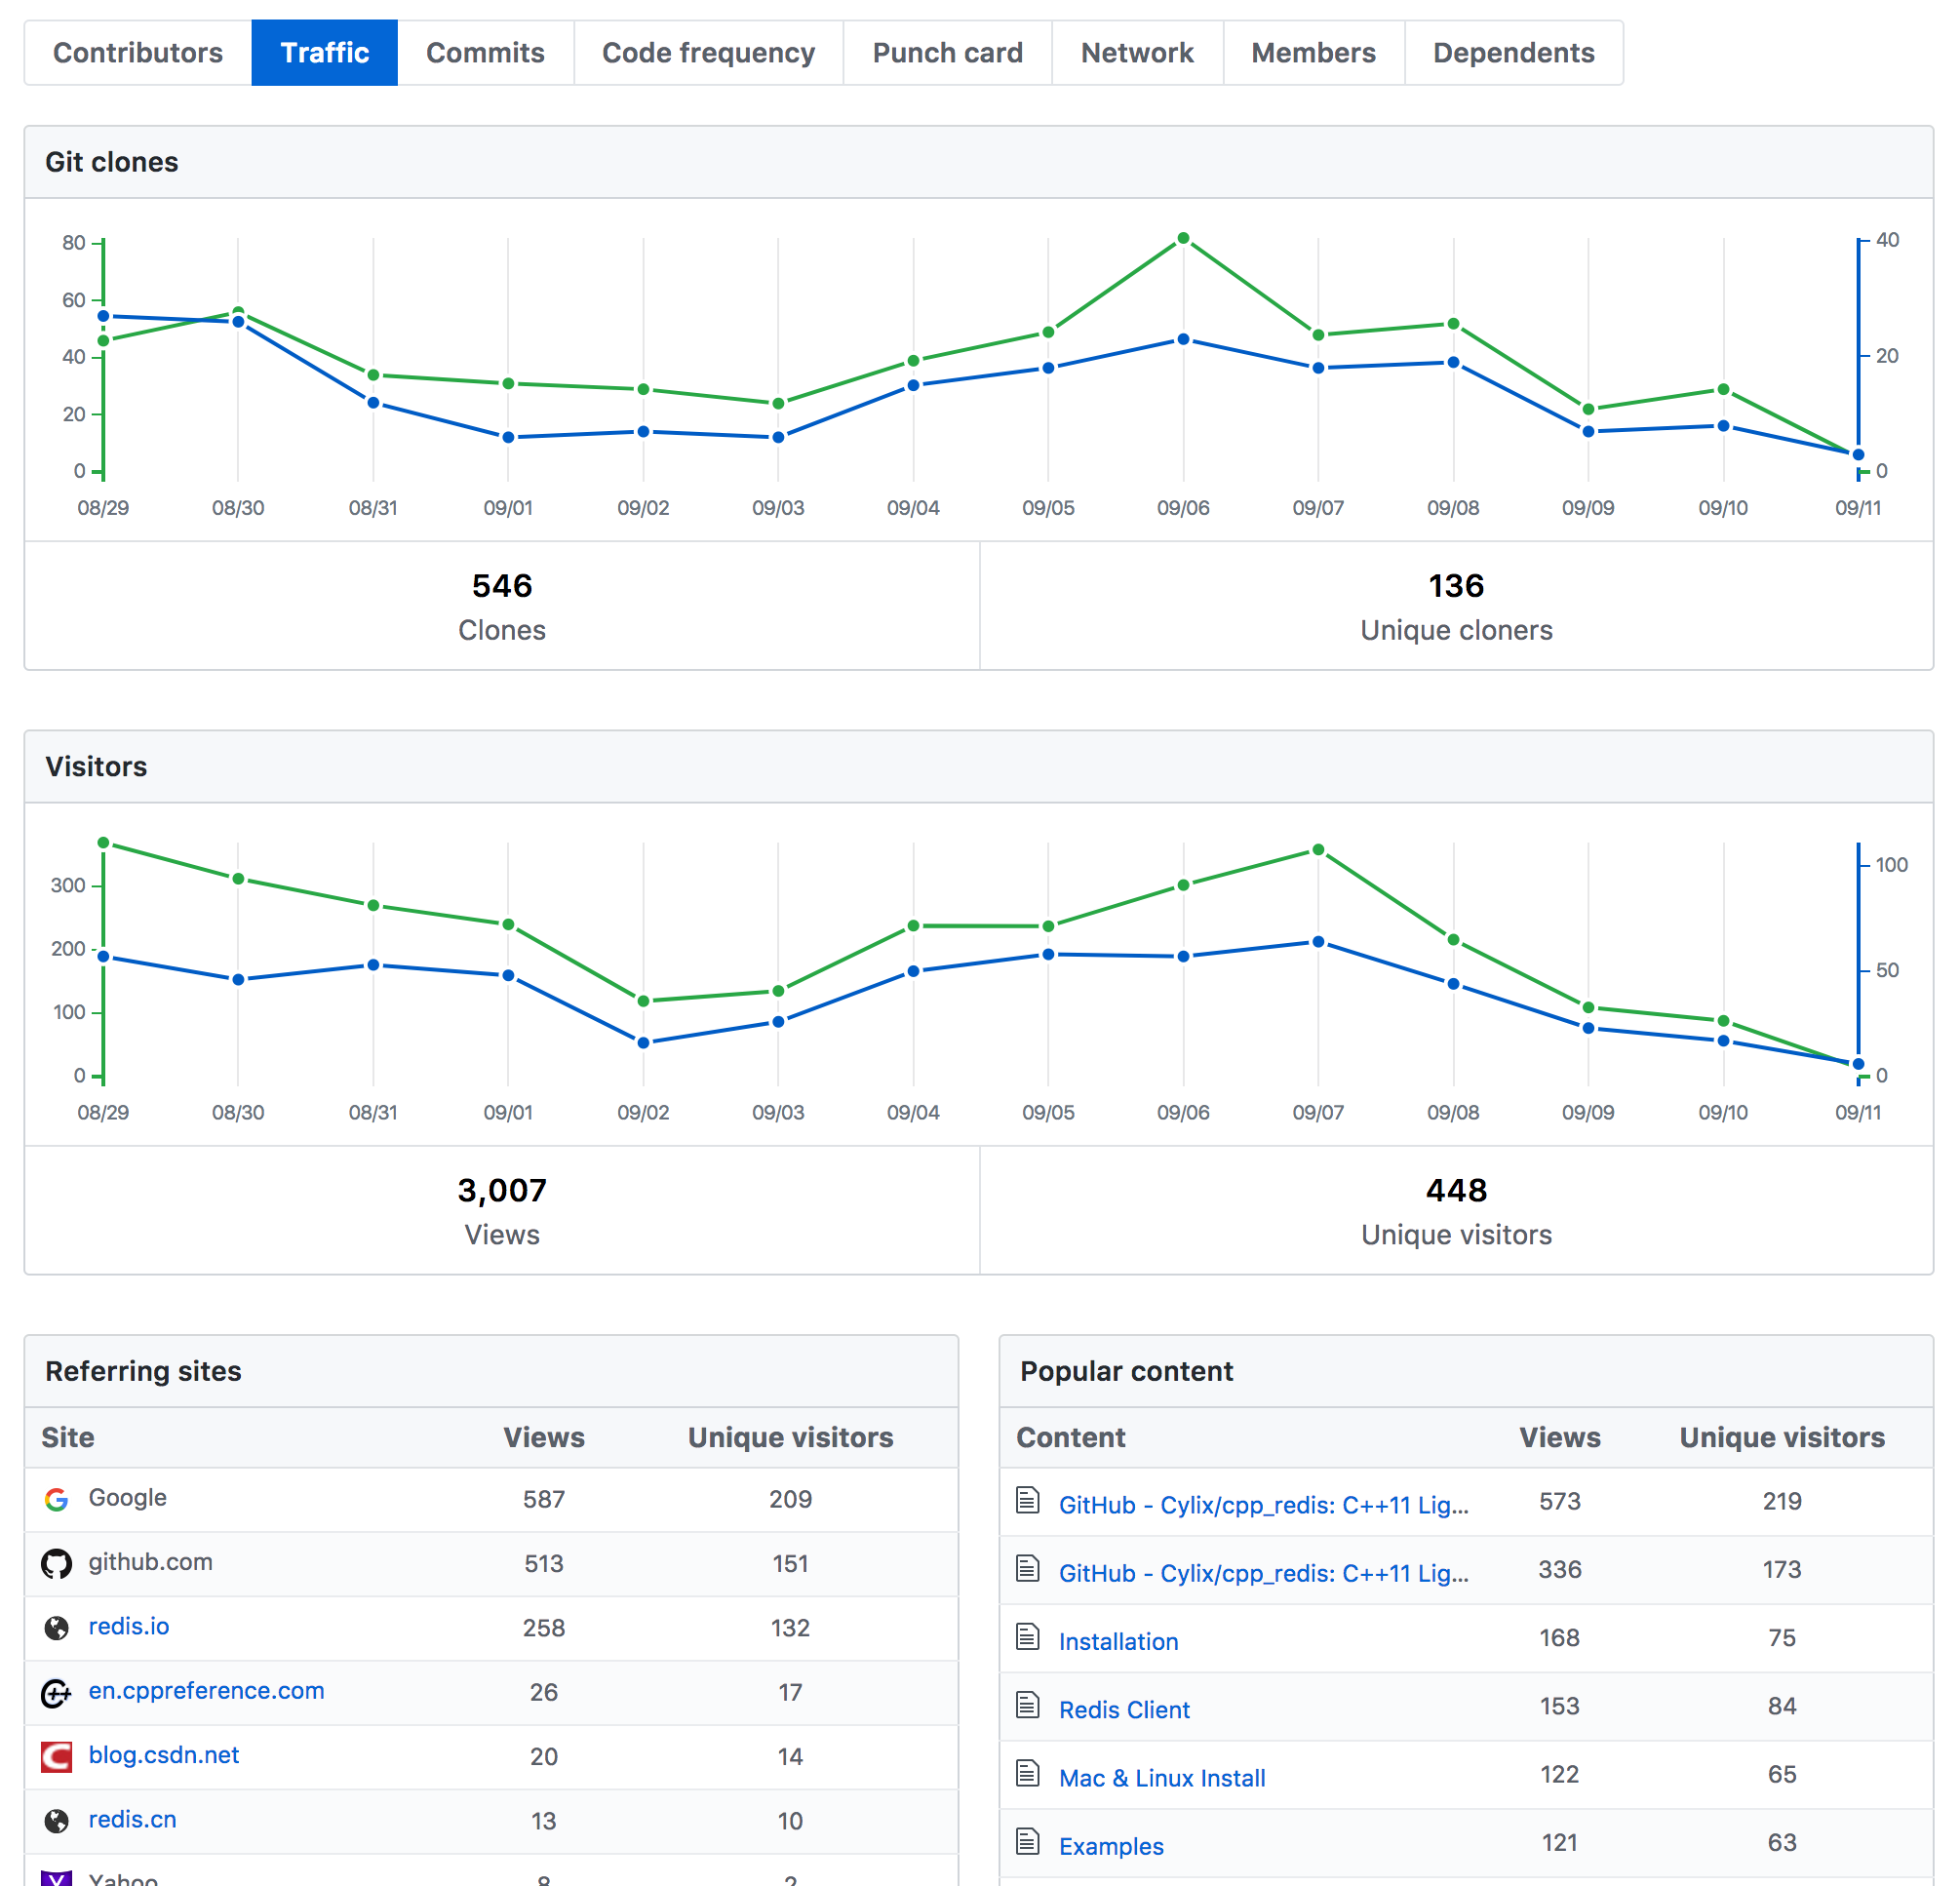 Contributors Traffic Commits Code frequency Punch card Network Members Dependents
Git clones
80
60
40
20
0
40
20
0
08/29 08/30 08/31 09/01 09/02 09/03 09/04 09/05 09/06 09/07 09/08 09/09 09/10 09/11
546
Clones
136
Unique cloners
Visitors
300
200
100
0
100
50
0
08/29 08/30 08/31 09/01 09/02 09/03 09/04 09/05 09/06 09/07 09/08 09/09 09/10 09/11
3,007
Views
448
Unique visitors
Referring sites
Site Views Unique visitors
Google 587 209
github.com 513 151
redis.io 258 132
en.cppreference.com 26 17
blog.csdn.net 20 14
redis.cn 13 10
Yahoo 8 2
Popular content
Content Views Unique visitors
GitHub - Cylix/cpp_redis: C++11 Lig... 573 219
GitHub - Cylix/cpp_redis: C++11 Lig... 336 173
Installation 168 75
Redis Client 153 84
Mac & Linux Install 122 65
Examples 121 63